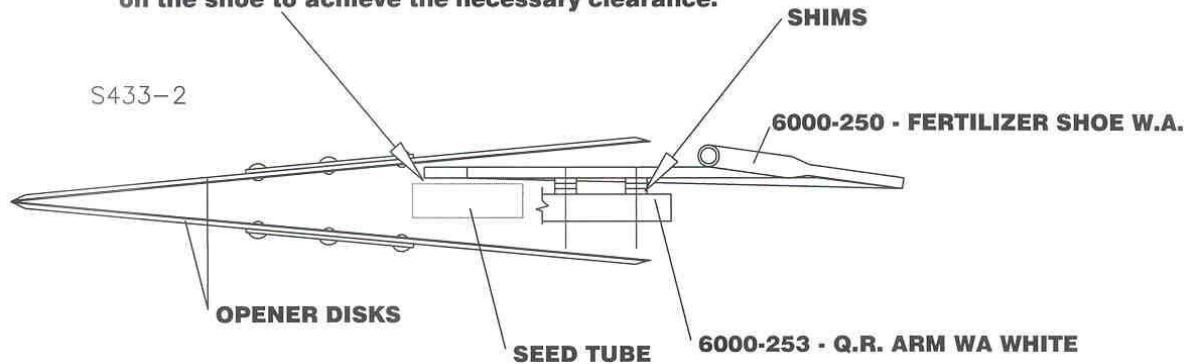 on the shoe to achieve the necessary clearance.
SHIMS
S433-2
6000-250 - FERTILIZER SHOE W.A.
OPENER DISKS
SEED TUBE
6000-253 - Q.R. ARM WA WHITE